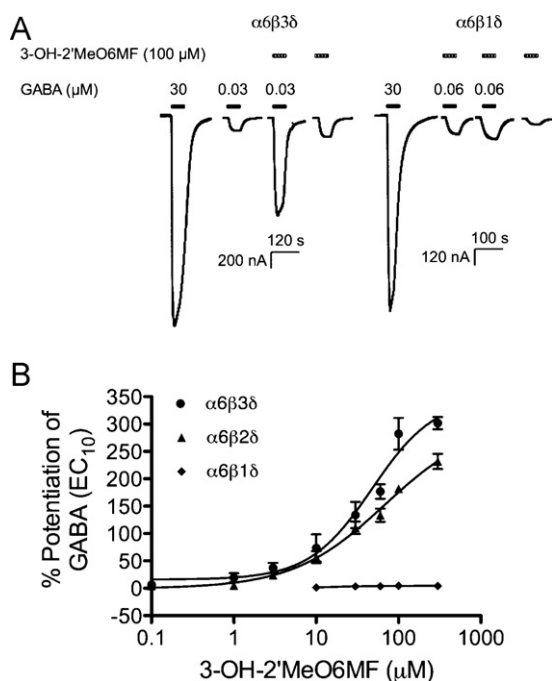 A
α6β3δ α6β1δ
3-OH-2'MeO6MF (100 µM)
GABA (µM) 30 0.03 0.03 30 0.06 0.06
120 s
200 nA
100 s
120 nA
B
% Potentiation of
GABA (EC10)
350
300
250
200
150
100
50
0
-50
α6β3δ
α6β2δ
α6β1δ
0.1 1 10 100 1000
3-OH-2'MeO6MF (µM)